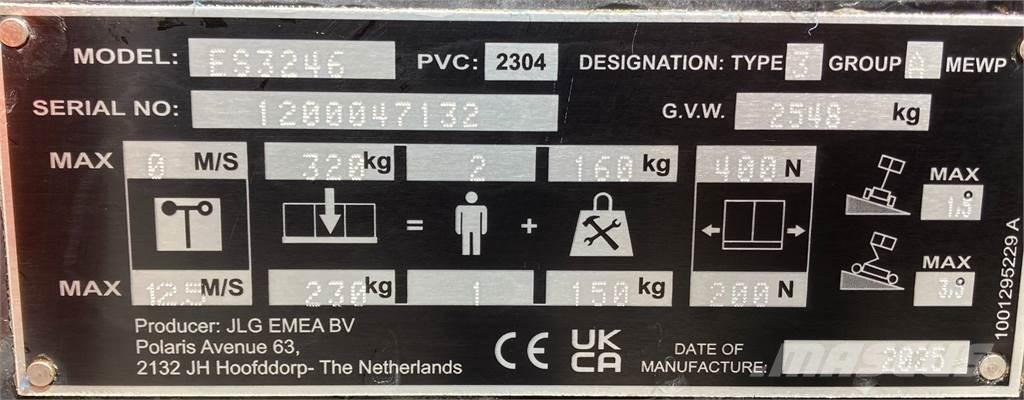 MODEL: ES3246 PVC: 2304 DESIGNATION: TYPE 3 GROUP A MEWP
SERIAL NO: 1200047132 G.V.W. 2548 kg
MAX 0 M/S 320 kg 2 160 kg 400 N
MAX 1.5°
= +
MAX 12.5 M/S 230 kg 1 150 kg 200 N
MAX 3.5°
Producer: JLG EMEA BV
Polaris Avenue 63,
2132 JH Hoofddorp- The Netherlands
CE UK
CA
DATE OF
MANUFACTURE: 2025
1001295229 A